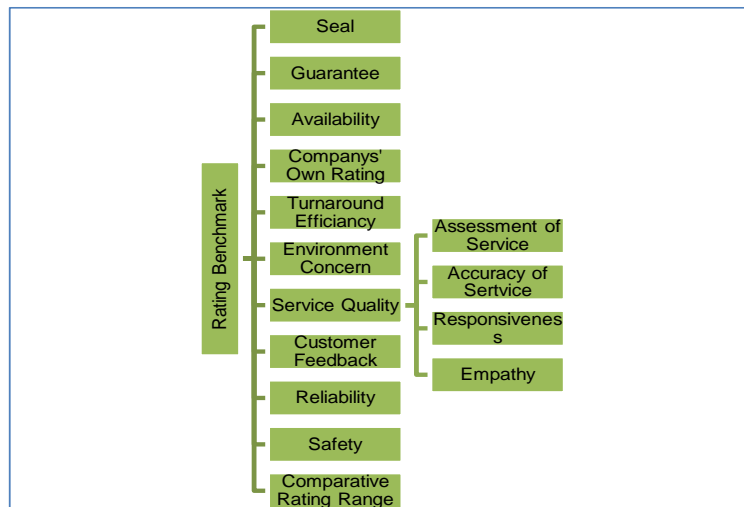 Rating Benchmark
Seal
Guarantee
Availability
Companys'
Own Rating
Turnaround
Efficiancy
Environment
Concern
Service Quality
Customer
Feedback
Reliability
Safety
Comparative
Rating Range
Assessment of
Service
Accuracy of
Sertvice
Responsivenes
s
Empathy